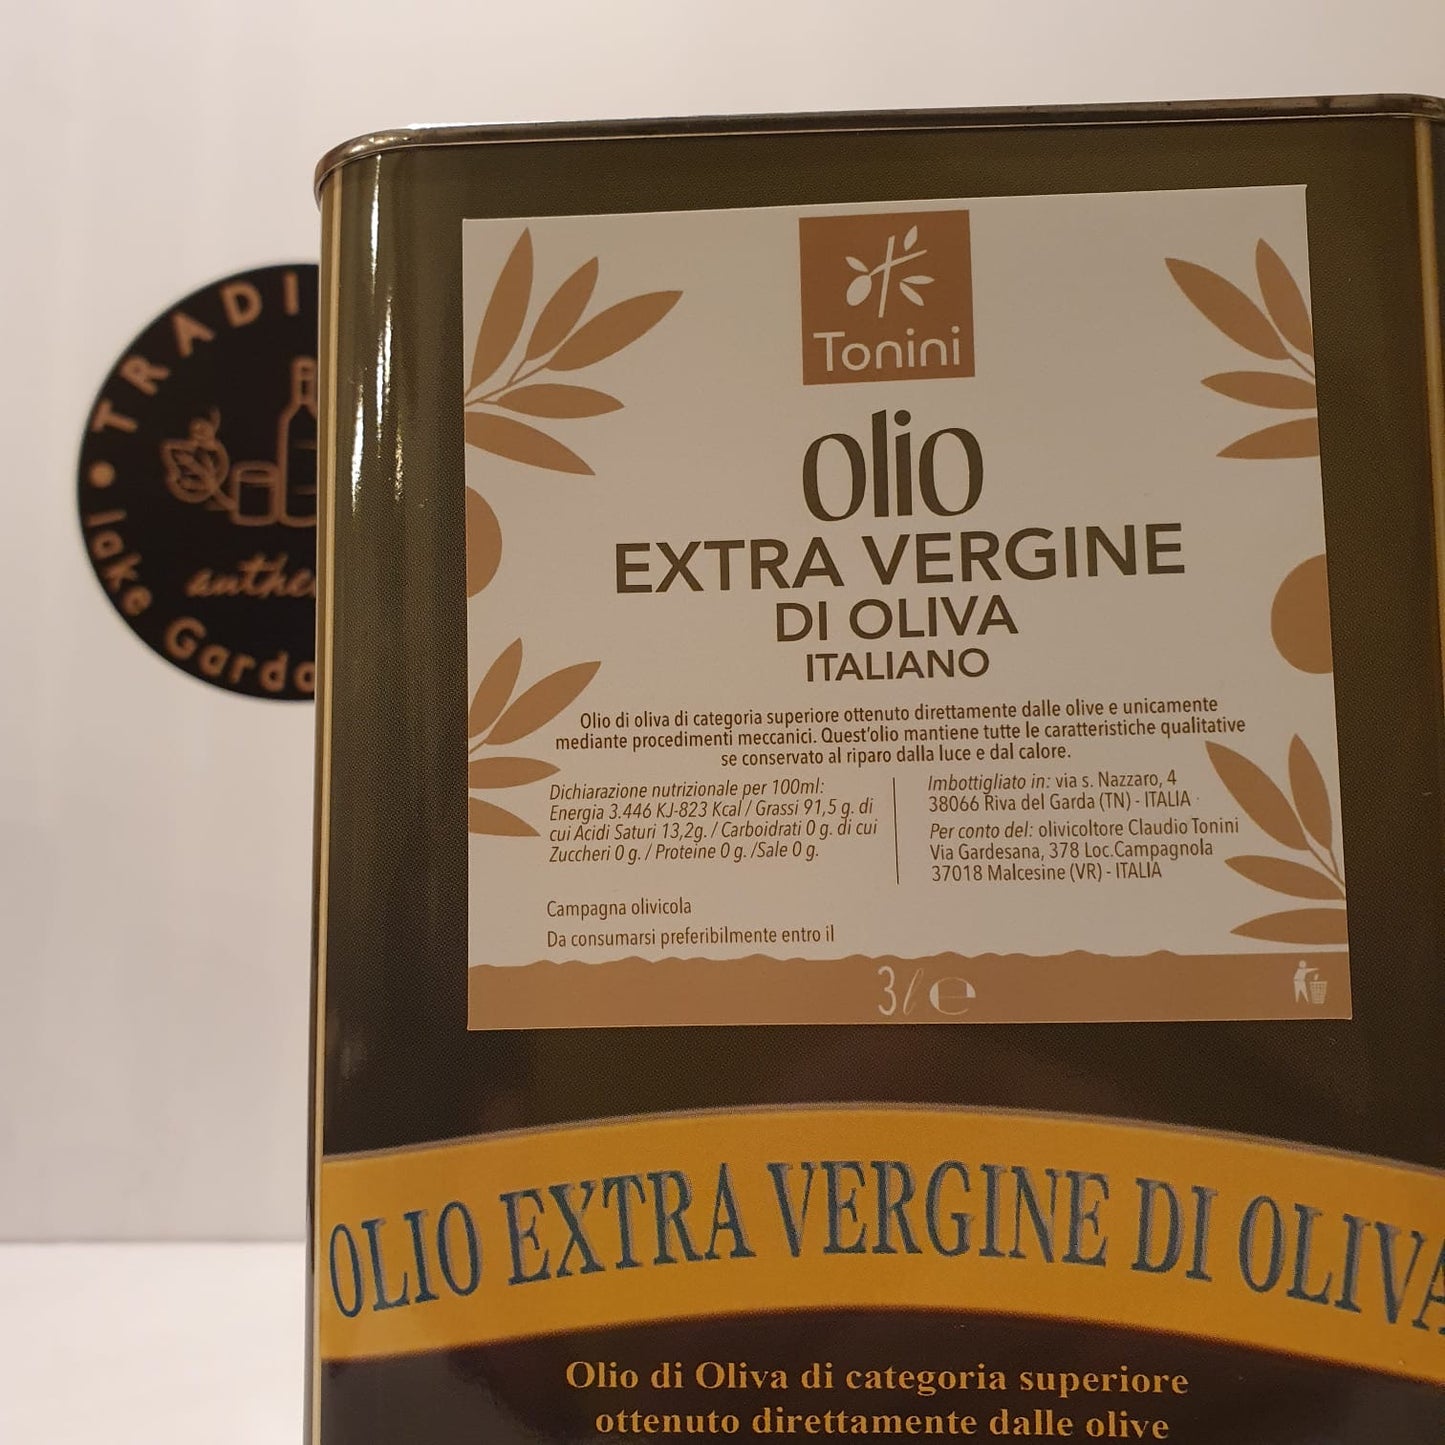 TRADI
authe
lake Garda
Tonini
olio
EXTRA VERGINE
DI OLIVA
ITALIANO
Olio di oliva di categoria superiore ottenuto direttamente dalle olive e unicamente
mediante procedimenti meccanici. Quest'olio mantiene tutte le caratteristiche qualitative
se conservato al riparo dalla luce e dal calore.
Dichiarazione nutrizionale per 100ml:
Energia 3.446 KJ-823 Kcal / Grassi 91,5 g. di
cui Acidi Saturi 13,2g. / Carboidrati 0 g. di cui
Zuccheri 0 g. / Proteine 0 g. /Sale 0 g.
Imbottigliato in: via s. Nazzaro, 4
38066 Riva del Garda (TN) - ITALIA
Per conto del: olivicoltore Claudio Tonini
Via Gardesana, 378 Loc.Campagnola
37018 Malcesine (VR) - ITALIA
Campagna olivicola
Da consumarsi preferibilmente entro il
3 l e
OLIO EXTRA VERGINE DI OLIVA
Olio di Oliva di categoria superiore
ottenuto direttamente dalle olive